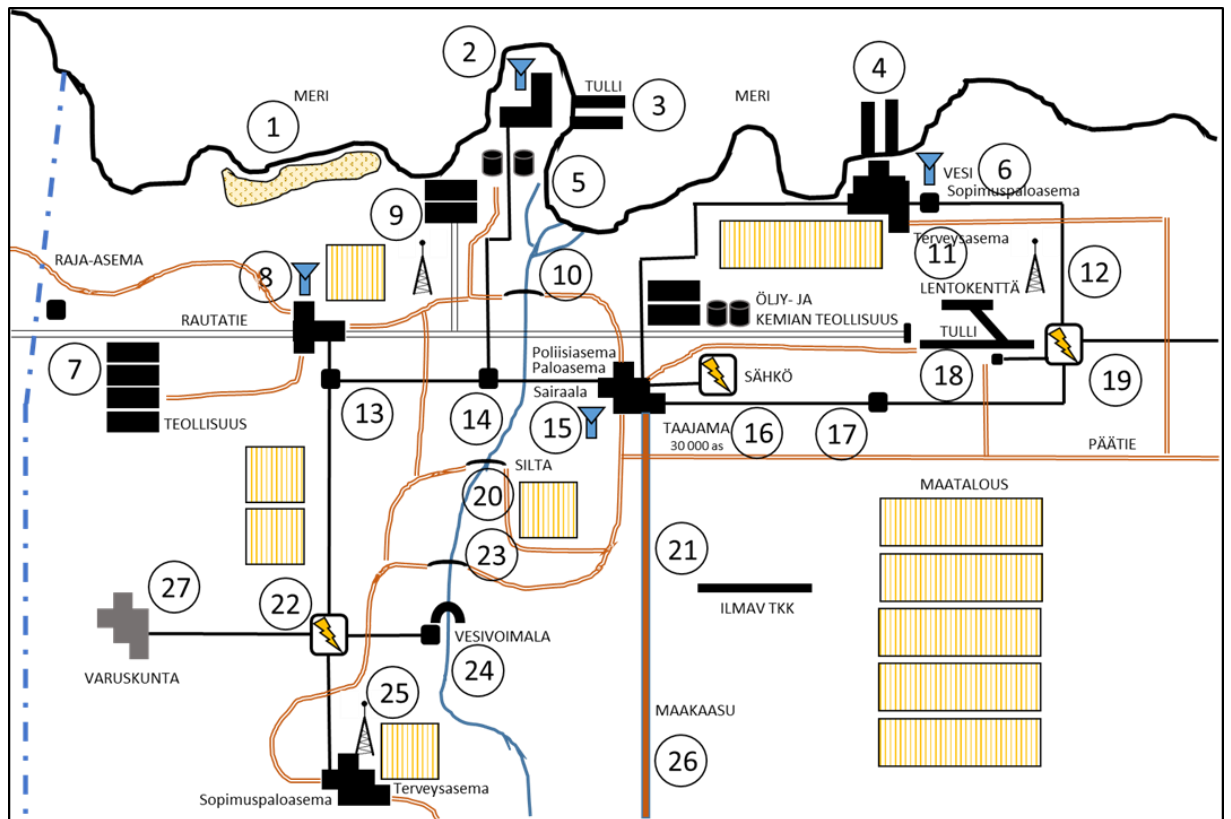 2
4
TULLI
MERI
3
MERI
1
5
VESI
6
Sopimuspaloasema
9
Terveysasema
RAJA-ASEMA
8
10
11
12
LENTOKENTTÄ
ÖLJY- JA
KEMIAN TEOLLISUUS
RAUTATIE
TULLI
7
Poliisiasema
Paloasema
SÄHKÖ
18
19
Sairaala
13
14
15
TEOLLISUUS
TAAJAMA
30 000 as
16
17
PÄÄTIE
SILTA
20
MAATALOUS
23
21
27
22
ILMAV TKK
VESIVOIMALA
VARUSKUNTA
24
25
MAAKAASU
26
Terveysasema
Sopimuspaloasema